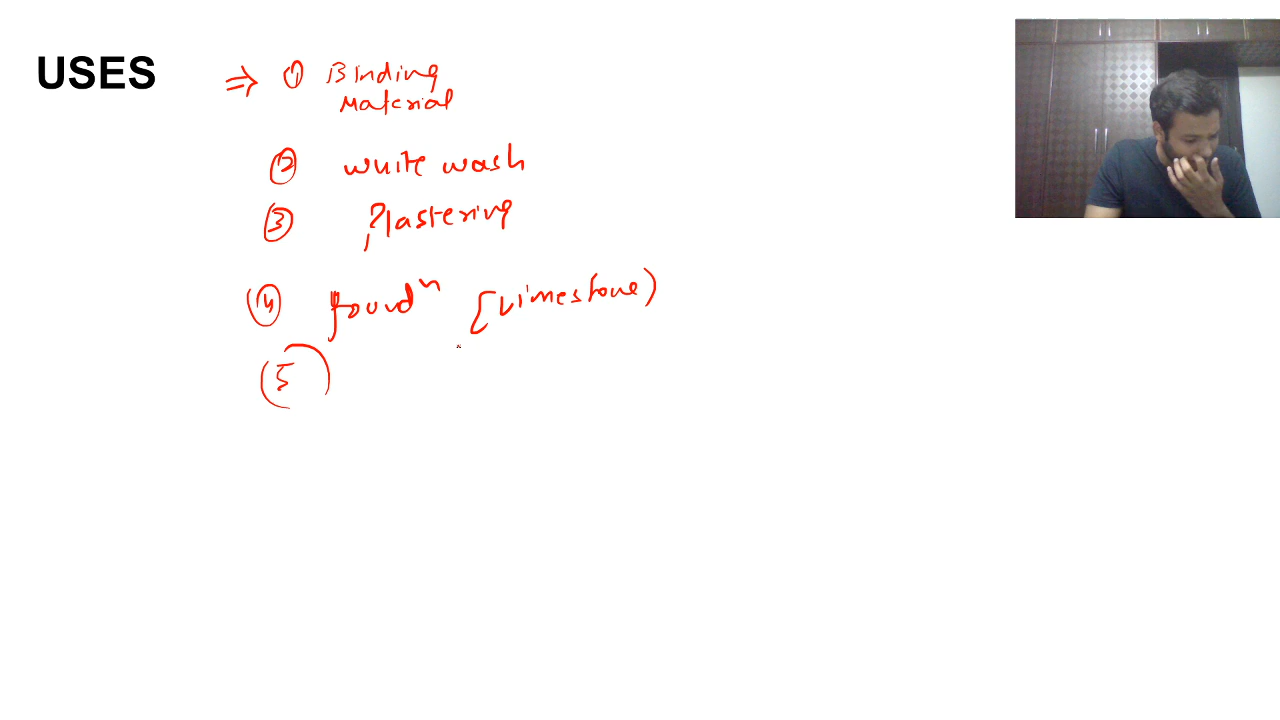 USES ⇒ ① Binding
Material
② White wash
③ Plastering
④ foundⁿ [Limestone)
(5)